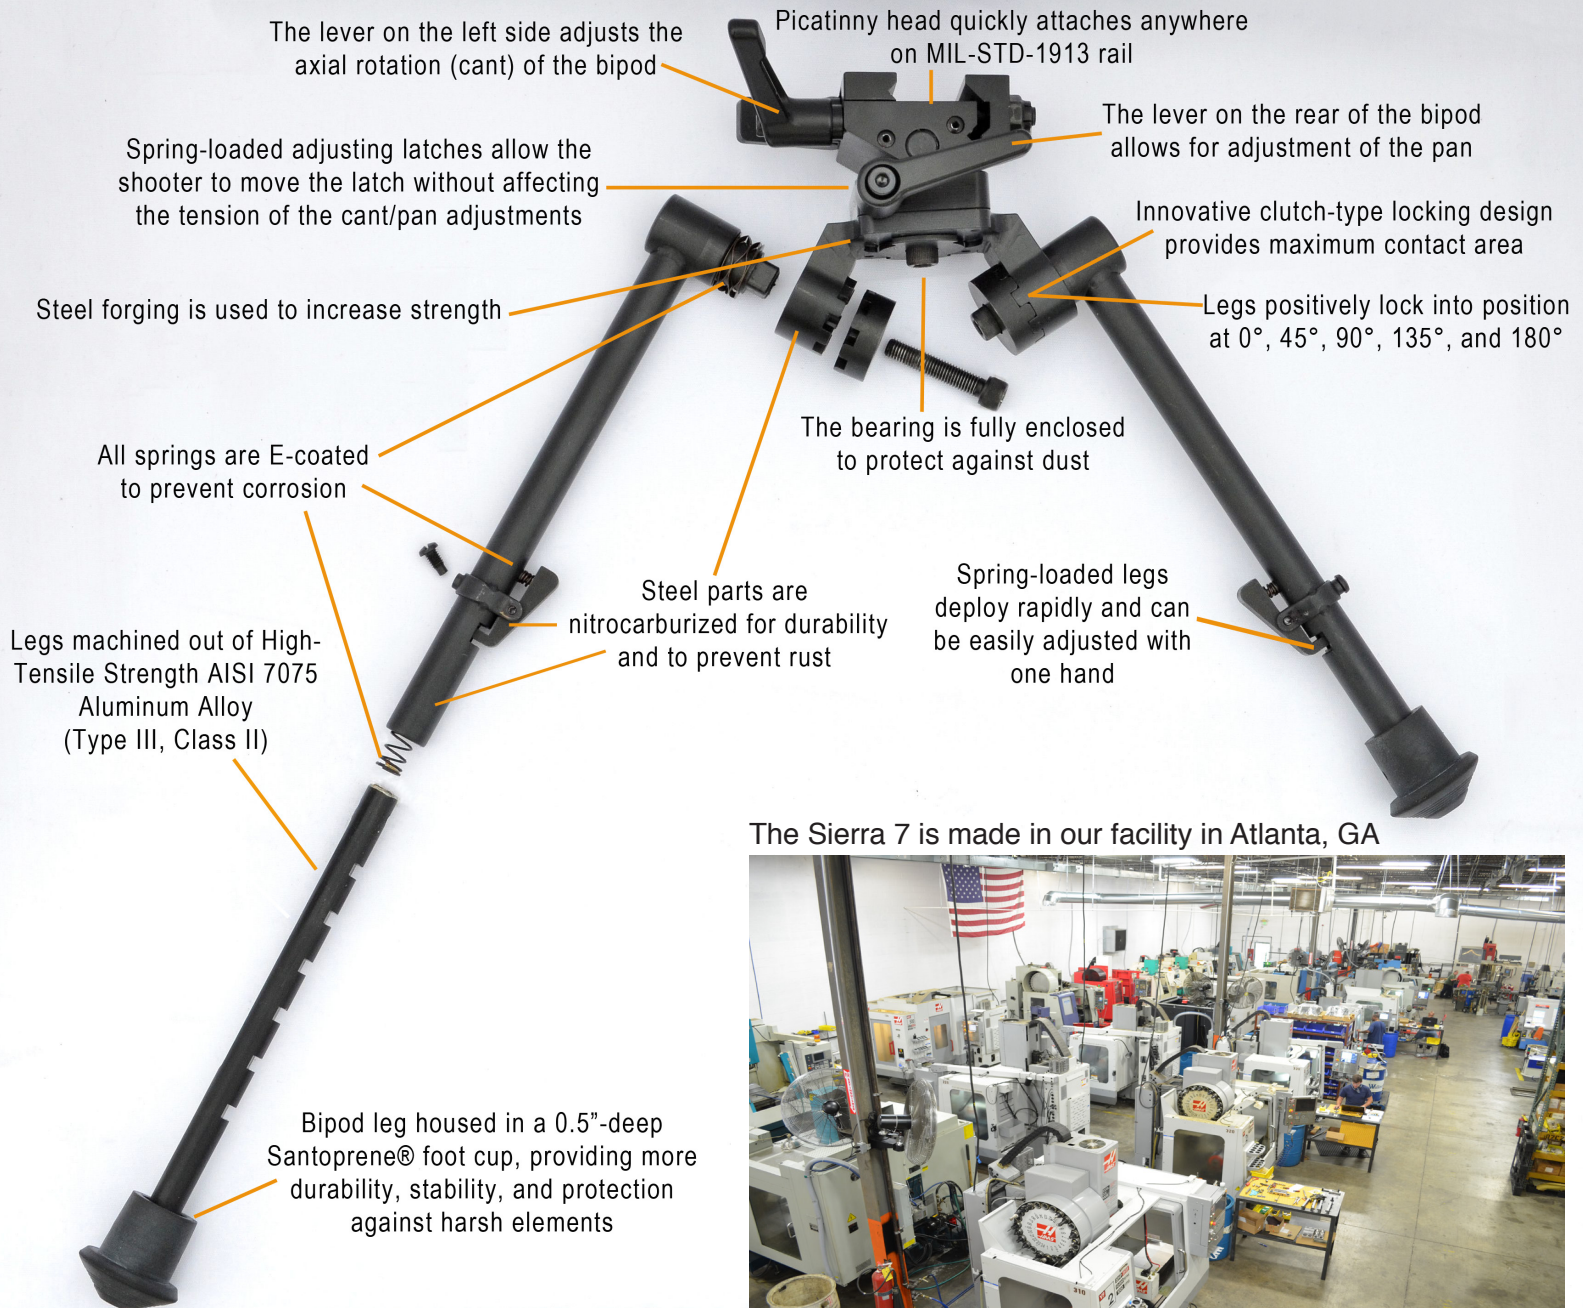 The lever on the left side adjusts the
axial rotation (cant) of the bipod
Picatinny head quickly attaches anywhere
on MIL-STD-1913 rail
The lever on the rear of the bipod
allows for adjustment of the pan
Spring-loaded adjusting latches allow the
shooter to move the latch without affecting
the tension of the cant/pan adjustments
Innovative clutch-type locking design
provides maximum contact area
Steel forging is used to increase strength
Legs positively lock into position
at 0°, 45°, 90°, 135°, and 180°
The bearing is fully enclosed
to protect against dust
All springs are E-coated
to prevent corrosion
Steel parts are
nitrocarburized for durability
and to prevent rust
Spring-loaded legs
deploy rapidly and can
be easily adjusted with
one hand
Legs machined out of High-
Tensile Strength AISI 7075
Aluminum Alloy
(Type III, Class II)
The Sierra 7 is made in our facility in Atlanta, GA
Bipod leg housed in a 0.5”-deep
Santoprene® foot cup, providing more
durability, stability, and protection
against harsh elements